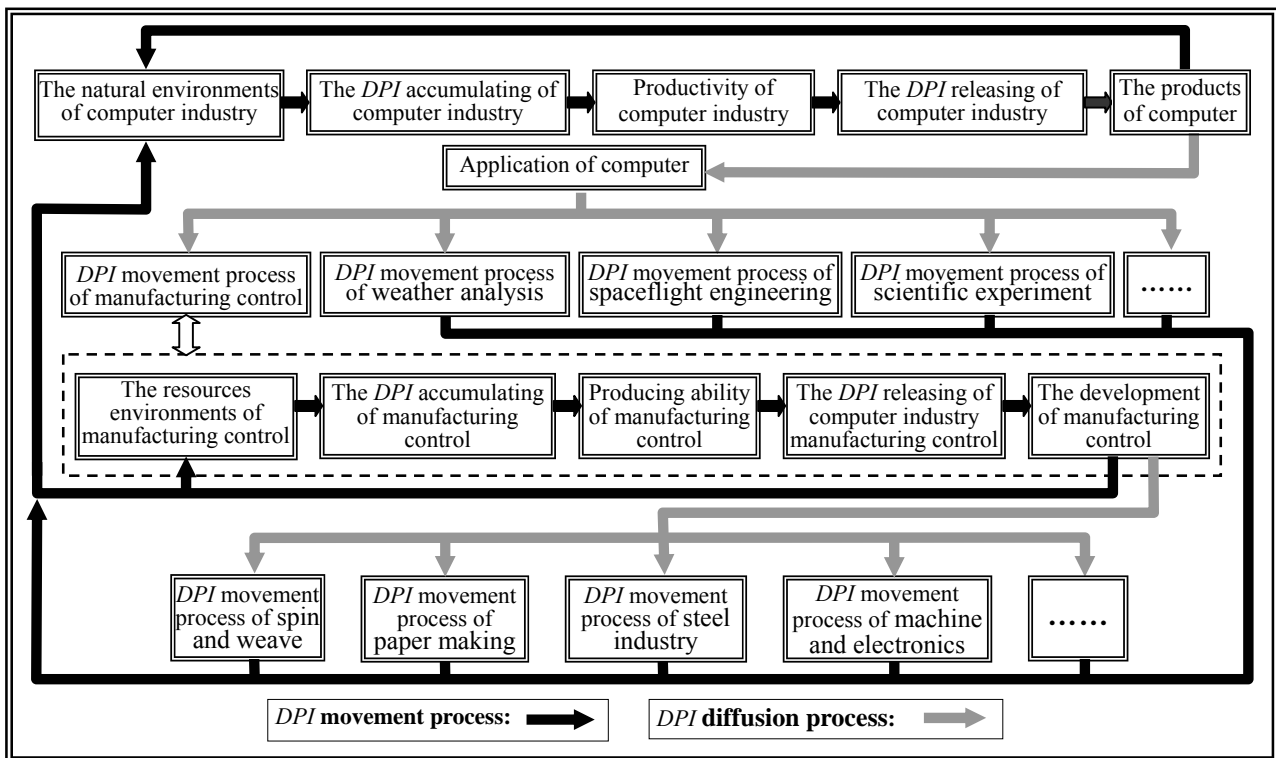 The natural environments
of computer industry
The DPI accumulating of
computer industry
Productivity of
computer industry
The DPI releasing of
computer industry
The products
of computer
Application of computer
DPI movement process
of manufacturing control
DPI movement process
of weather analysis
DPI movement process of
spaceflight engineering
DPI movement process of
scientific experiment
……
The resources
environments of
manufacturing control
The DPI accumulating
of manufacturing
control
Producing ability
of manufacturing
control
The DPI releasing of
computer industry
manufacturing control
The development
of manufacturing
control
DPI movement
process of spin
and weave
DPI movement
process of
paper making
DPI movement
process of steel
industry
DPI movement
process of machine
and electronics
……
DPI movement process:
DPI diffusion process: